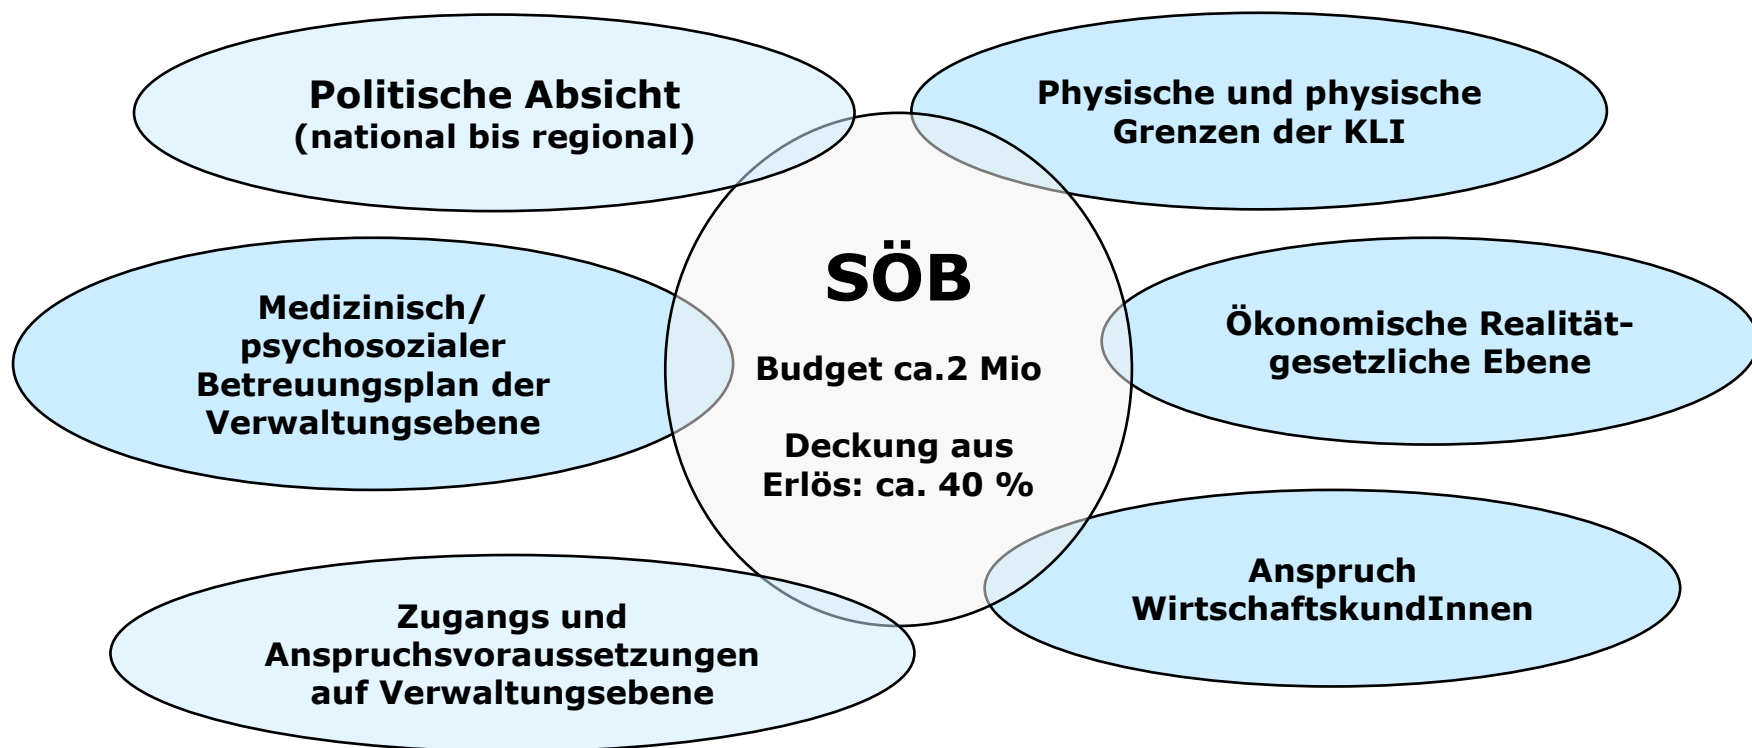 Politische Absicht
(national bis regional)
Physische und physische
Grenzen der KLI
Medizinisch/
psychosozialer
Betreuungsplan der
Verwaltungsebene
SÖB
Budget ca.2 Mio
Deckung aus
Erlös: ca. 40 %
Ökonomische Realität-
gesetzliche Ebene
Zugangs und
Anspruchsvoraussetzungen
auf Verwaltungsebene
Anspruch
WirtschaftskundInnen